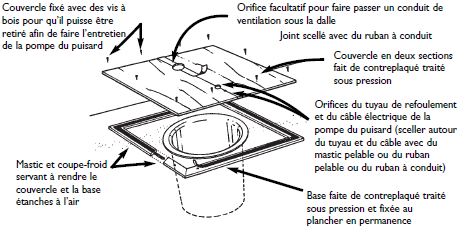 Couvercle fixé avec des vis à
bois pour qu'il puisse être
retiré afin de faire l'entretien
de la pompe du puisard
Orifice facultatif pour faire passer un conduit de
ventilation sous la dalle
Joint scellé avec du ruban à conduit
Couvercle en deux sections
fait de contreplaqué traité
sous pression
Orifices du tuyau de refoulement
et du câble électrique de la
pompe du puisard (sceller autour
du tuyau et du câble avec du
mastic pelable ou du ruban
pelable ou du ruban à conduit)
Mastic et coupe-froid
servant à rendre le
couvercle et la base
étanches à l'air
Base faite de contreplaqué traité
sous pression et fixée au
plancher en permanence